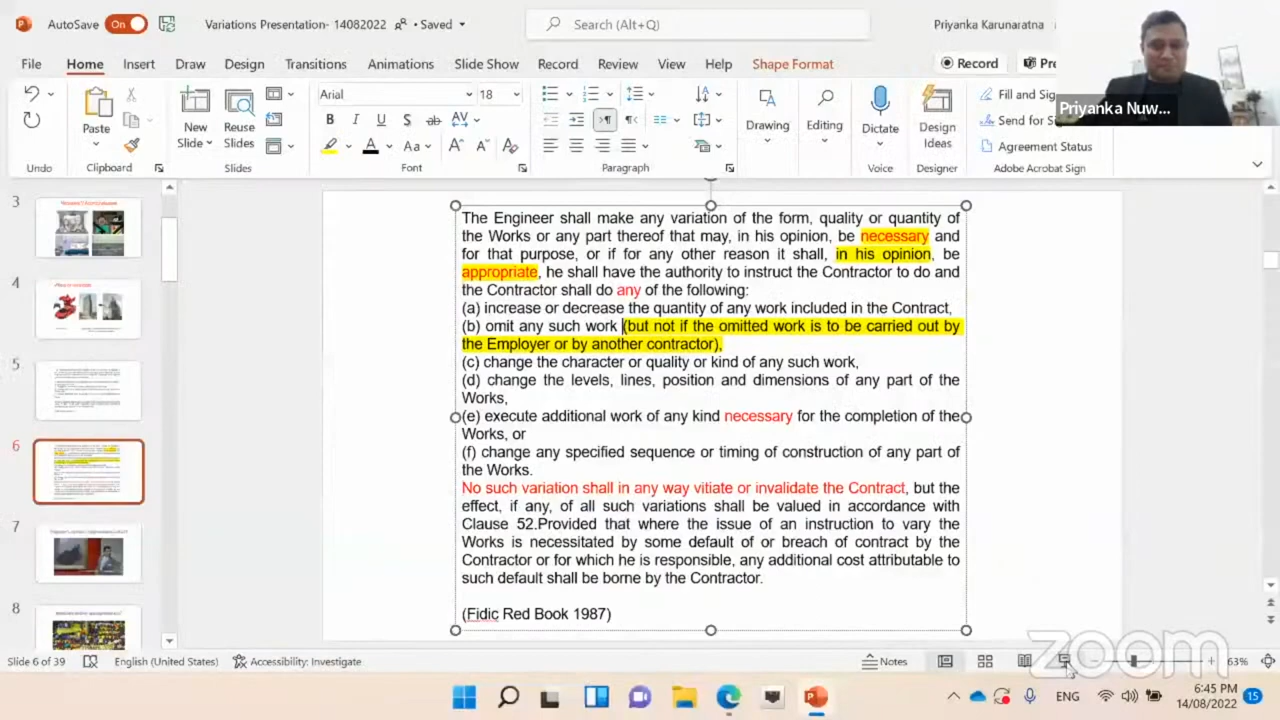 AutoSave On Variations Presentation- 14082022 • Saved Search (Alt+Q) Priyanka Karunaratna
File Home Insert Draw Design Transitions Animations Slide Show Record Review View Help Shape Format Record
Priyanka Nuw...
Arial 18
Paste New Slide Reuse Slides Drawing Editing Dictate Design Ideas
Fill and Sig
Send for S
Agreement Status
Undo Clipboard Slides Font Paragraph Voice Designer Adobe Acrobat Sign
3
4
5
6
7
8
The Engineer shall make any variation of the form, quality or quantity of
the Works or any part thereof that may, in his opinion, be necessary and
for that purpose, or if for any other reason it shall, in his opinion, be
appropriate, he shall have the authority to instruct the Contractor to do and
the Contractor shall do any of the following:
(a) increase or decrease the quantity of any work included in the Contract,
(b) omit any such work (but not if the omitted work is to be carried out by
the Employer or by another contractor),
(c) change the character or quality or kind of any such work,
(d) change the levels, lines, position and dimensions of any part of the
Works,
(e) execute additional work of any kind necessary for the completion of the
Works, or
(f) change any specified sequence or timing of construction of any part of
the Works.
No such variation shall in any way vitiate or invalidate the Contract, but the
effect, if any, of all such variations shall be valued in accordance with
Clause 52.Provided that where the issue of an instruction to vary the
Works is necessitated by some default of or breach of contract by the
Contractor or for which he is responsible, any additional cost attributable to
such default shall be borne by the Contractor.
(Fidic Red Book 1987)
zoom
Slide 6 of 39 English (United States) Accessibility: Investigate Notes 63%
ENG 6:45 PM
14/08/2022 15